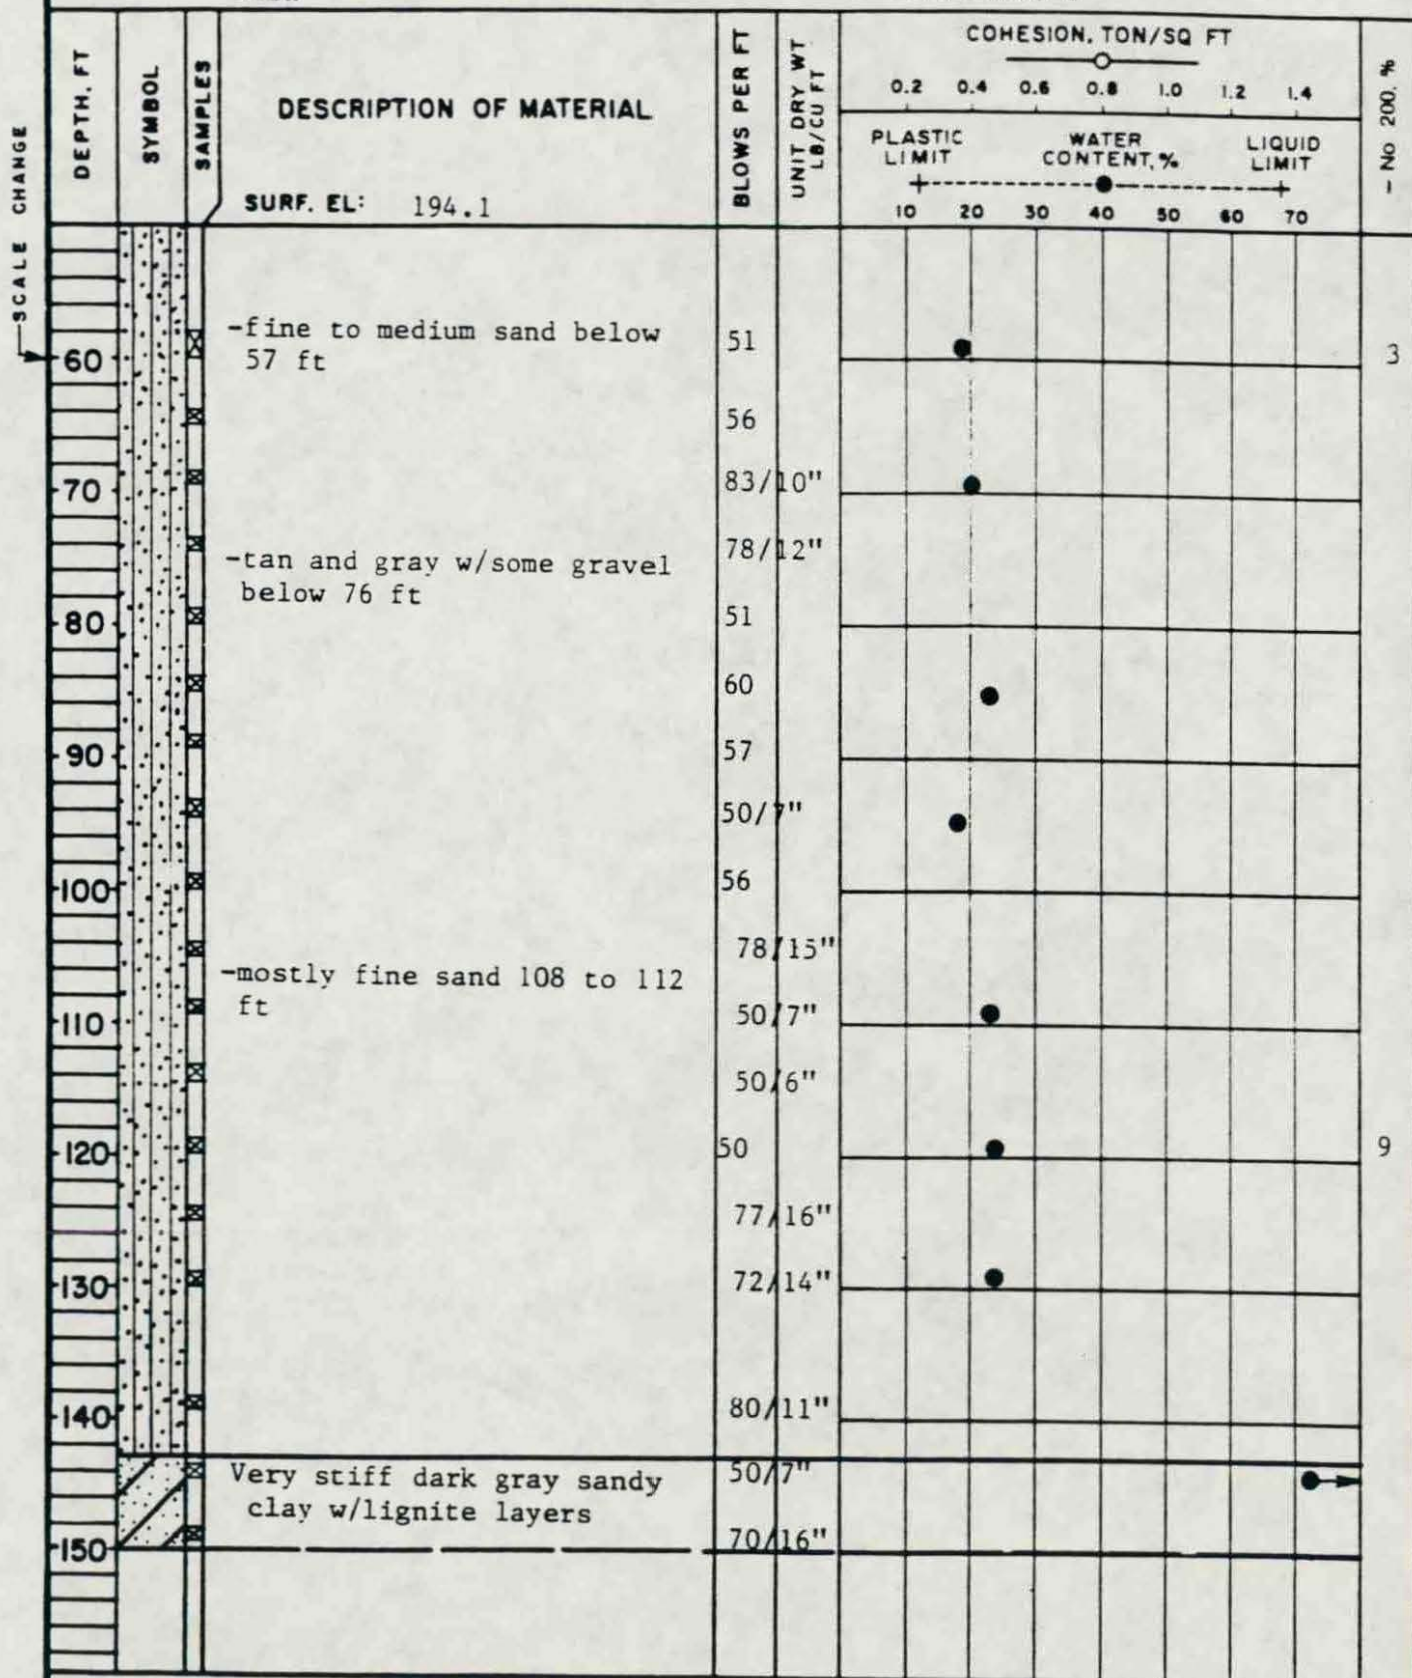 SCALE CHANGE
DEPTH, FT
SYMBOL
SAMPLES
DESCRIPTION OF MATERIAL
SURF. EL: 194.1
BLOWS PER FT
UNIT DRY WT
LB/CU FT
COHESION, TON/SQ FT
0.2 0.4 0.6 0.8 1.0 1.2 1.4
PLASTIC
LIMIT
WATER
CONTENT, %
LIQUID
LIMIT
10 20 30 40 50 60 70
- No 200, %
-fine to medium sand below
57 ft
51
60
3
56
70
83/10"
78/12"
-tan and gray w/some gravel
below 76 ft
80
51
60
90
57
50/7"
100
56
78/15"
-mostly fine sand 108 to 112
ft
110
50/7"
50/6"
120
50
9
77/16"
130
72/14"
140
80/11"
Very stiff dark gray sandy
clay w/lignite layers
50/7"
150
70/16"